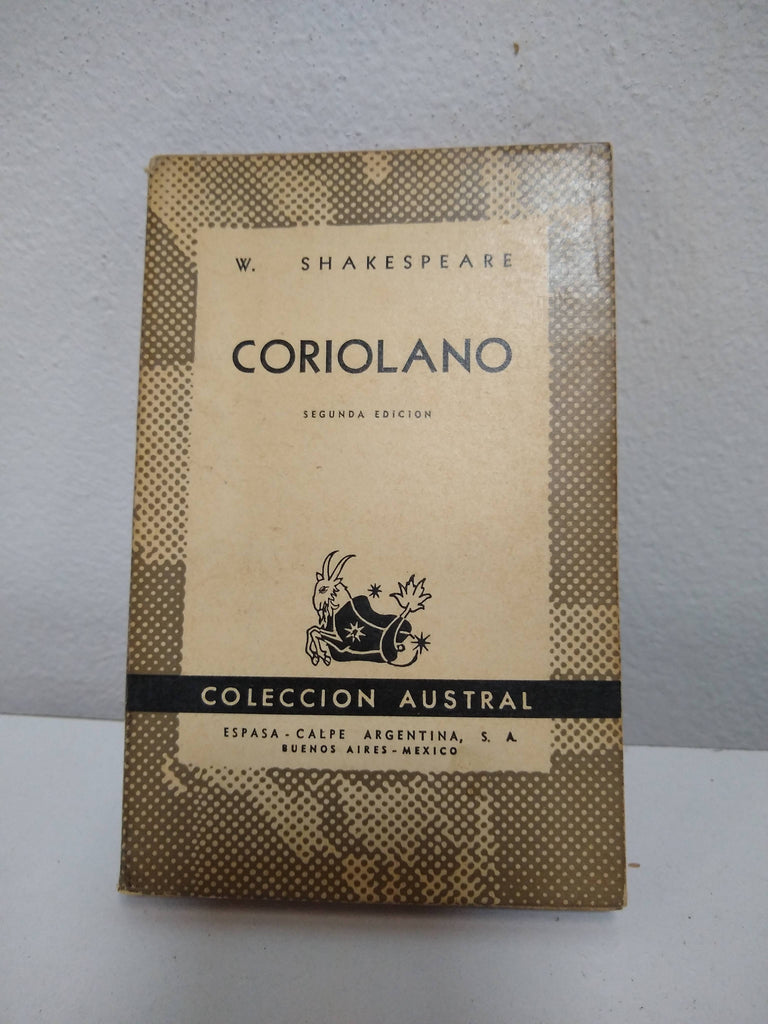 W. SHAKESPEARE
CORIOLANO
SEGUNDA EDICION
COLECCION AUSTRAL
ESPASA - CALPE ARGENTINA, S. A.
BUENOS AIRES - MEXICO